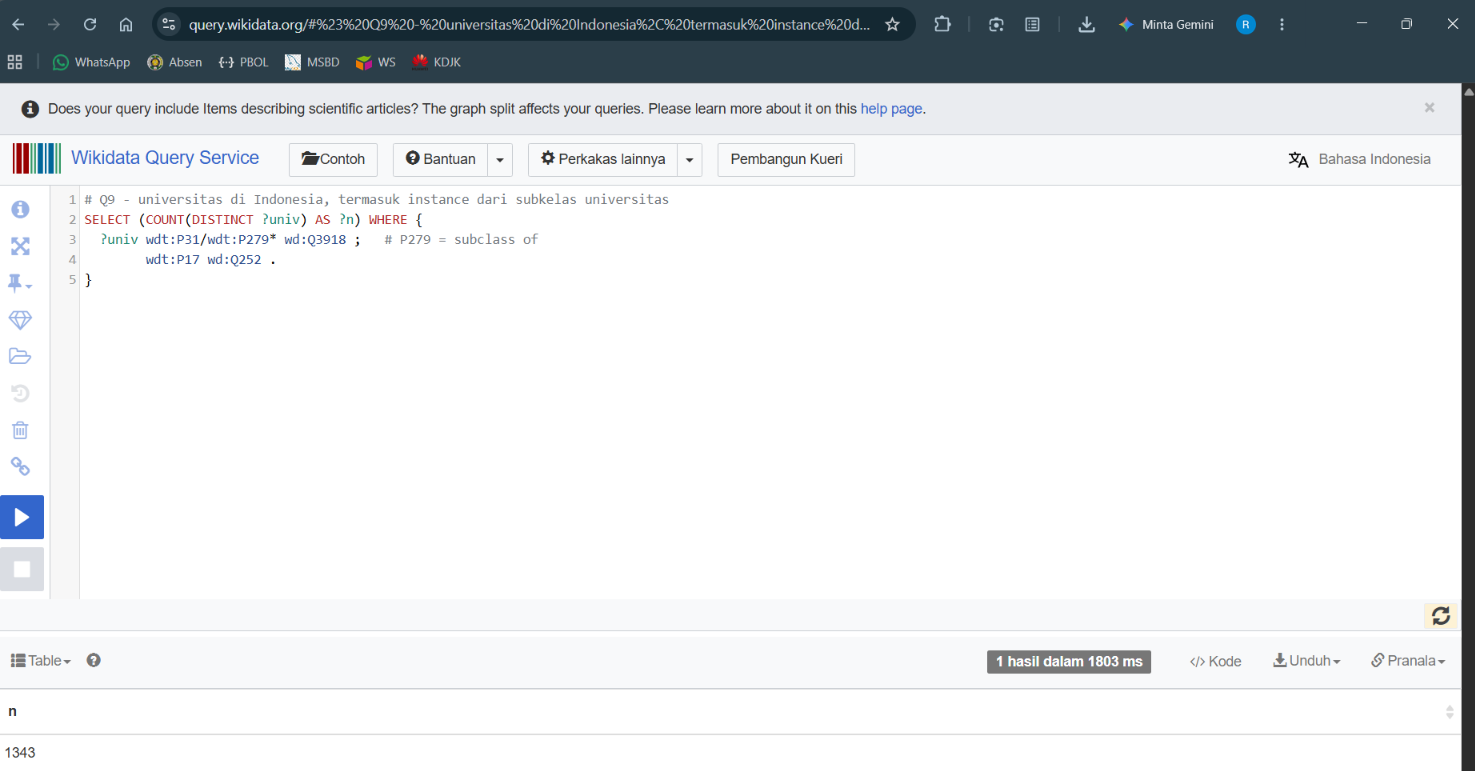 query.wikidata.org/#%23%20Q9%20-%20universitas%20di%20Indonesia%2C%20termasuk%20instance%20d...
Minta Gemini
R
WhatsApp
Absen
PBOL
MSBD
WS
KDJK
Does your query include Items describing scientific articles? The graph split affects your queries. Please learn more about it on this help page.
Wikidata Query Service
Contoh
Bantuan
Perkakas lainnya
Pembangun Kueri
Bahasa Indonesia
1 # Q9 - universitas di Indonesia, termasuk instance dari subkelas universitas
2 SELECT (COUNT(DISTINCT ?univ) AS ?n) WHERE {
3   ?univ wdt:P31/wdt:P279* wd:Q3918 ;   # P279 = subclass of
4         wdt:P17 wd:Q252 .
5 }
Table
1 hasil dalam 1803 ms
</> Kode
Unduh
Pranala
n
1343